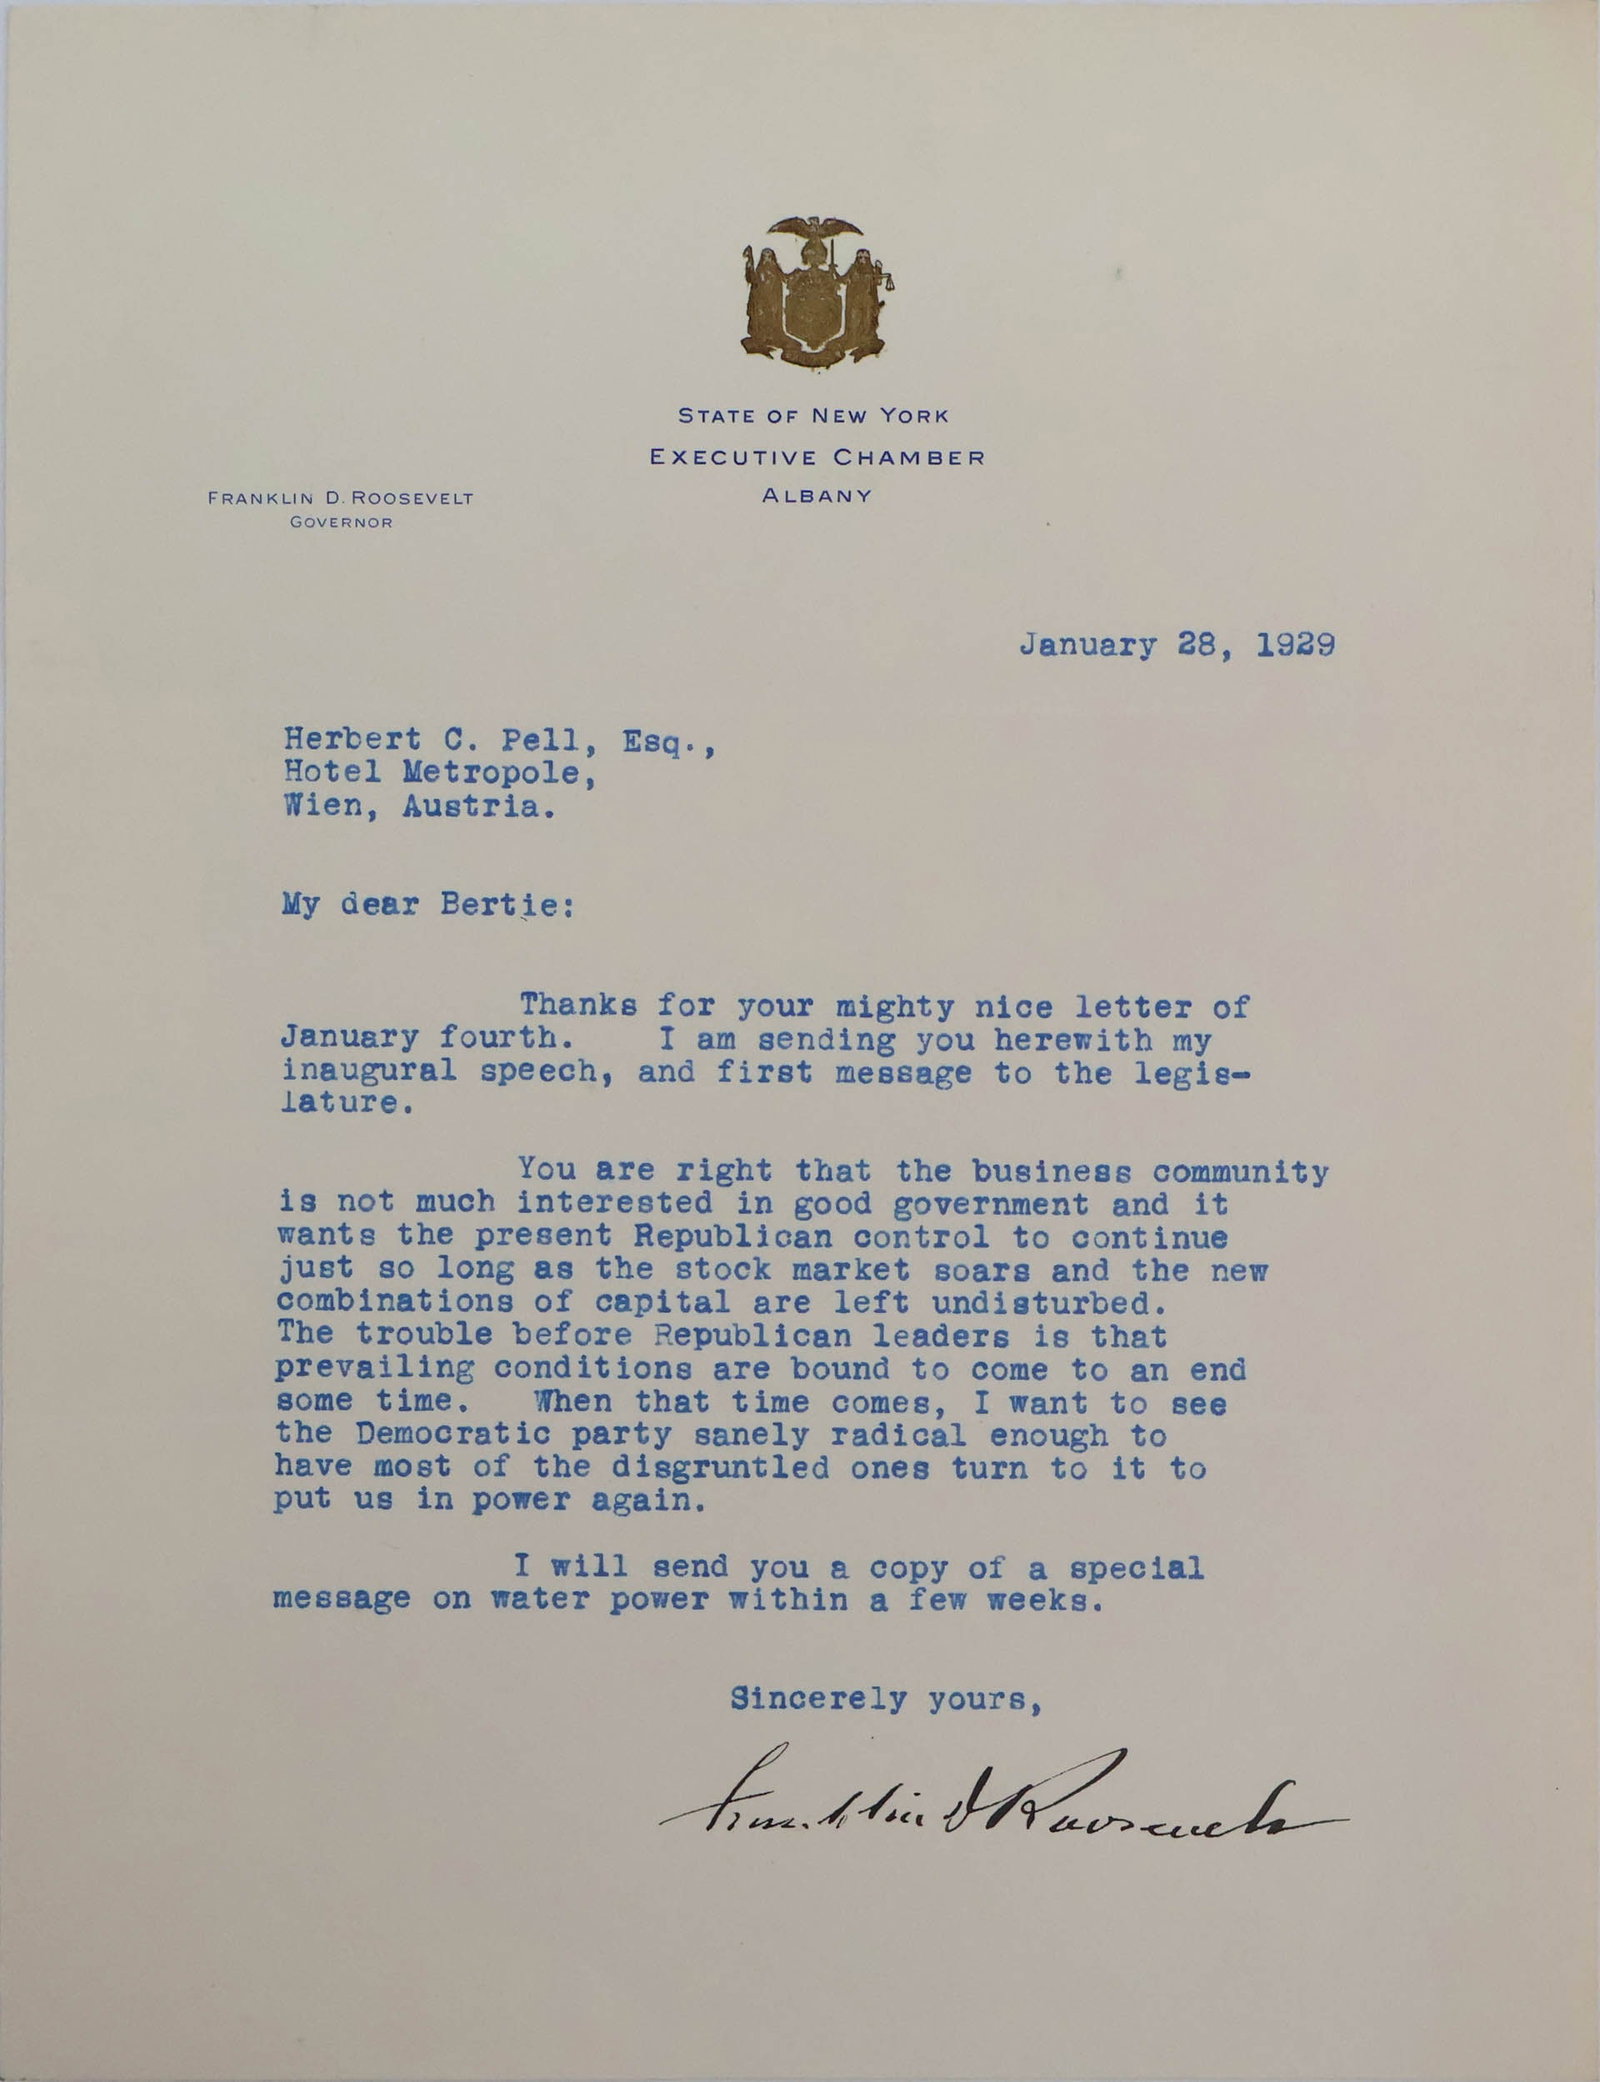 STATE OF NEW YORK
EXECUTIVE CHAMBER
ALBANY
FRANKLIN D. ROOSEVELT
GOVERNOR
January 28, 1929
Herbert C. Pell, Esq.,
Hotel Metropole,
Wien, Austria.
My dear Bertie:
Thanks for your mighty nice letter of
January fourth. I am sending you herewith my
inaugural speech, and first message to the legis-
lature.
You are right that the business community
is not much interested in good government and it
wants the present Republican control to continue
just so long as the stock market soars and the new
combinations of capital are left undisturbed.
The trouble before Republican leaders is that
prevailing conditions are bound to come to an end
some time. When that time comes, I want to see
the Democratic party sanely radical enough to
have most of the disgruntled ones turn to it to
put us in power again.
I will send you a copy of a special
message on water power within a few weeks.
Sincerely yours,
Franklin D Roosevelt